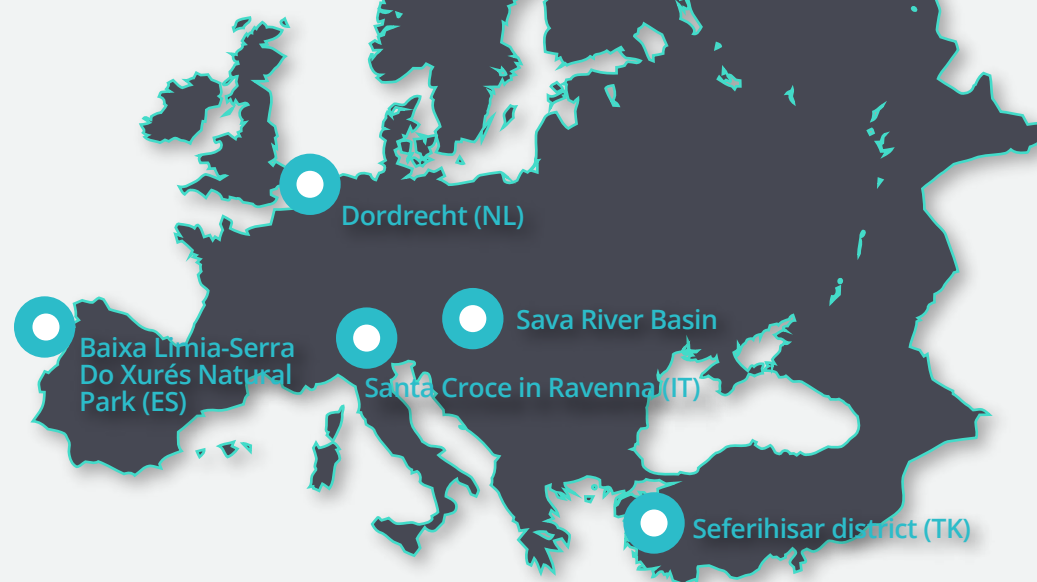 Dordrecht (NL)
Sava River Basin
Baixa Limia-Serra
Do Xurés Natural
Park (ES)
Santa Croce in Ravenna (IT)
Seferihisar district (TK)